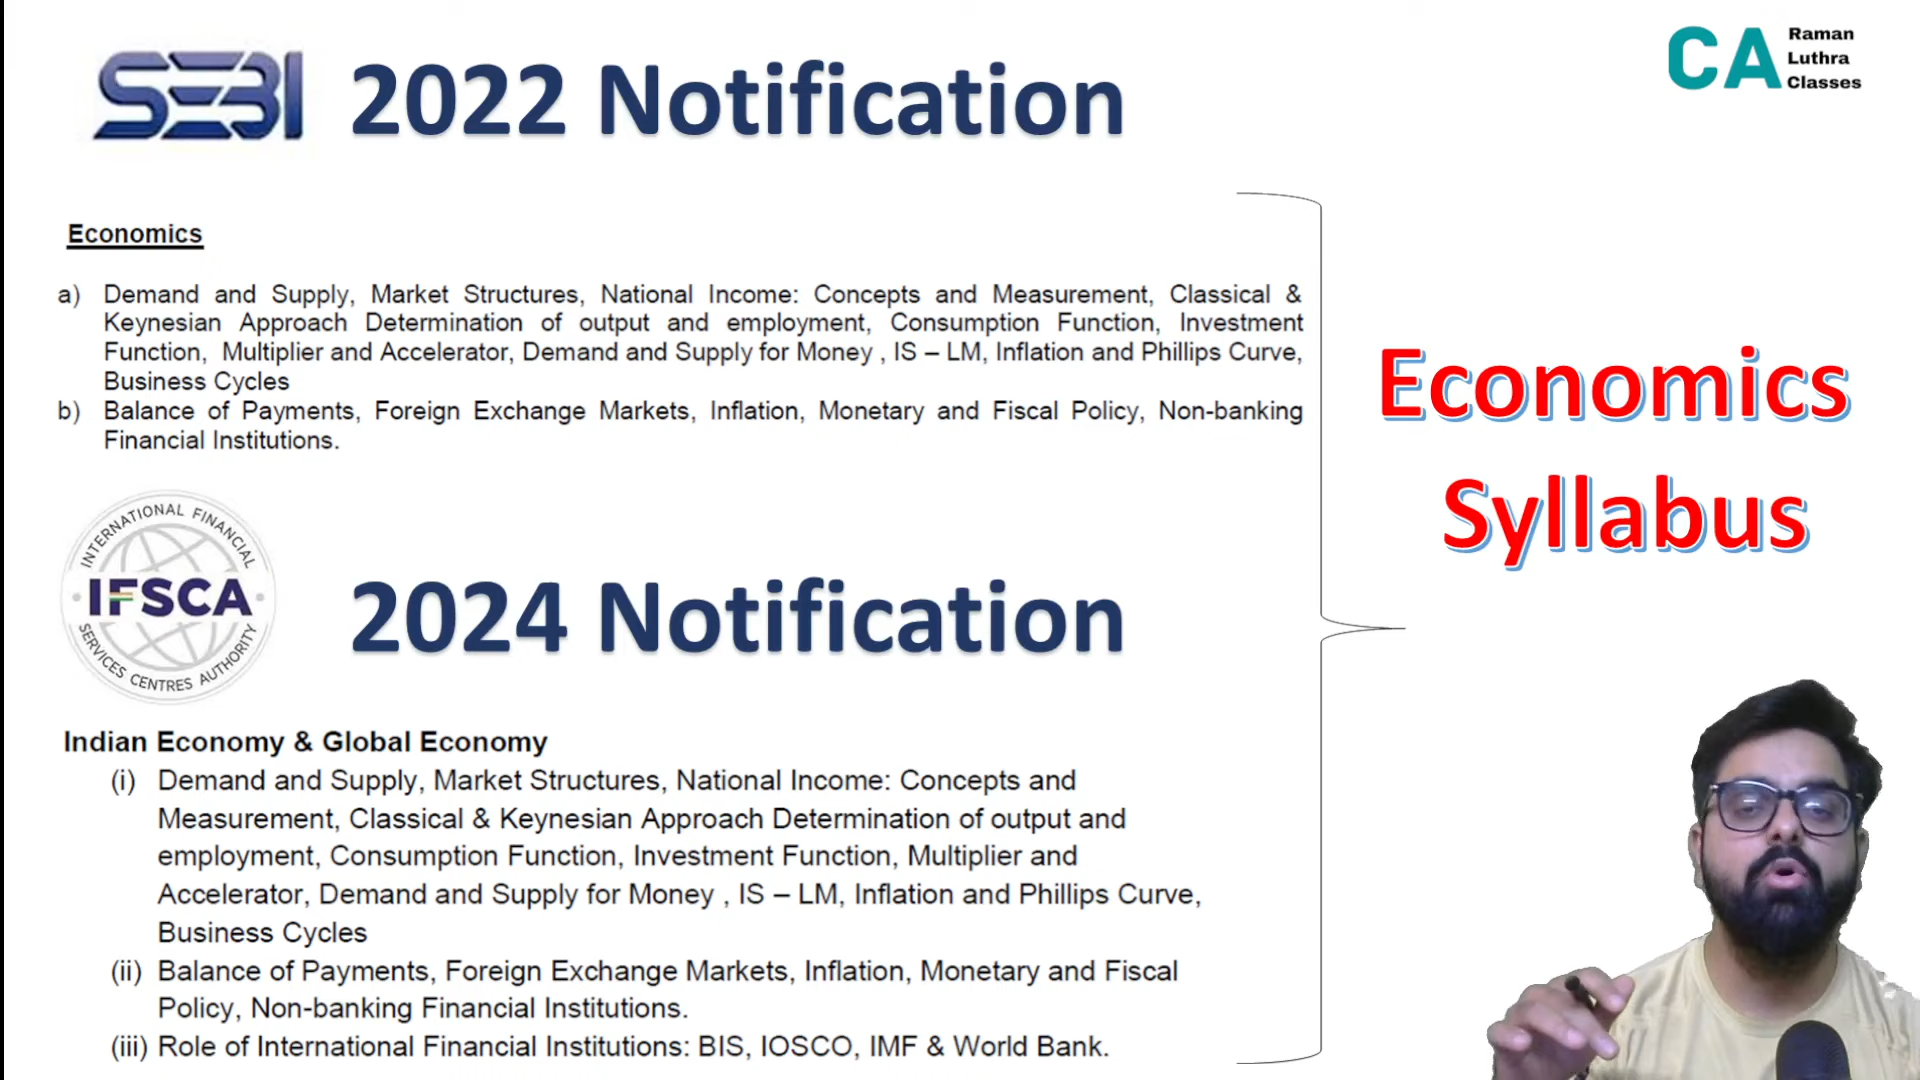 SEBI 2022 Notification
CA Raman
Luthra
Classes
Economics
a) Demand and Supply, Market Structures, National Income: Concepts and Measurement, Classical &
Keynesian Approach Determination of output and employment, Consumption Function, Investment
Function, Multiplier and Accelerator, Demand and Supply for Money , IS – LM, Inflation and Phillips Curve,
Business Cycles
b) Balance of Payments, Foreign Exchange Markets, Inflation, Monetary and Fiscal Policy, Non-banking
Financial Institutions.
Economics
Syllabus
INTERNATIONAL FINANCIAL
IFSCA
SERVICES CENTRES AUTHORITY
2024 Notification
Indian Economy & Global Economy
(i) Demand and Supply, Market Structures, National Income: Concepts and
Measurement, Classical & Keynesian Approach Determination of output and
employment, Consumption Function, Investment Function, Multiplier and
Accelerator, Demand and Supply for Money , IS – LM, Inflation and Phillips Curve,
Business Cycles
(ii) Balance of Payments, Foreign Exchange Markets, Inflation, Monetary and Fiscal
Policy, Non-banking Financial Institutions.
(iii) Role of International Financial Institutions: BIS, IOSCO, IMF & World Bank.